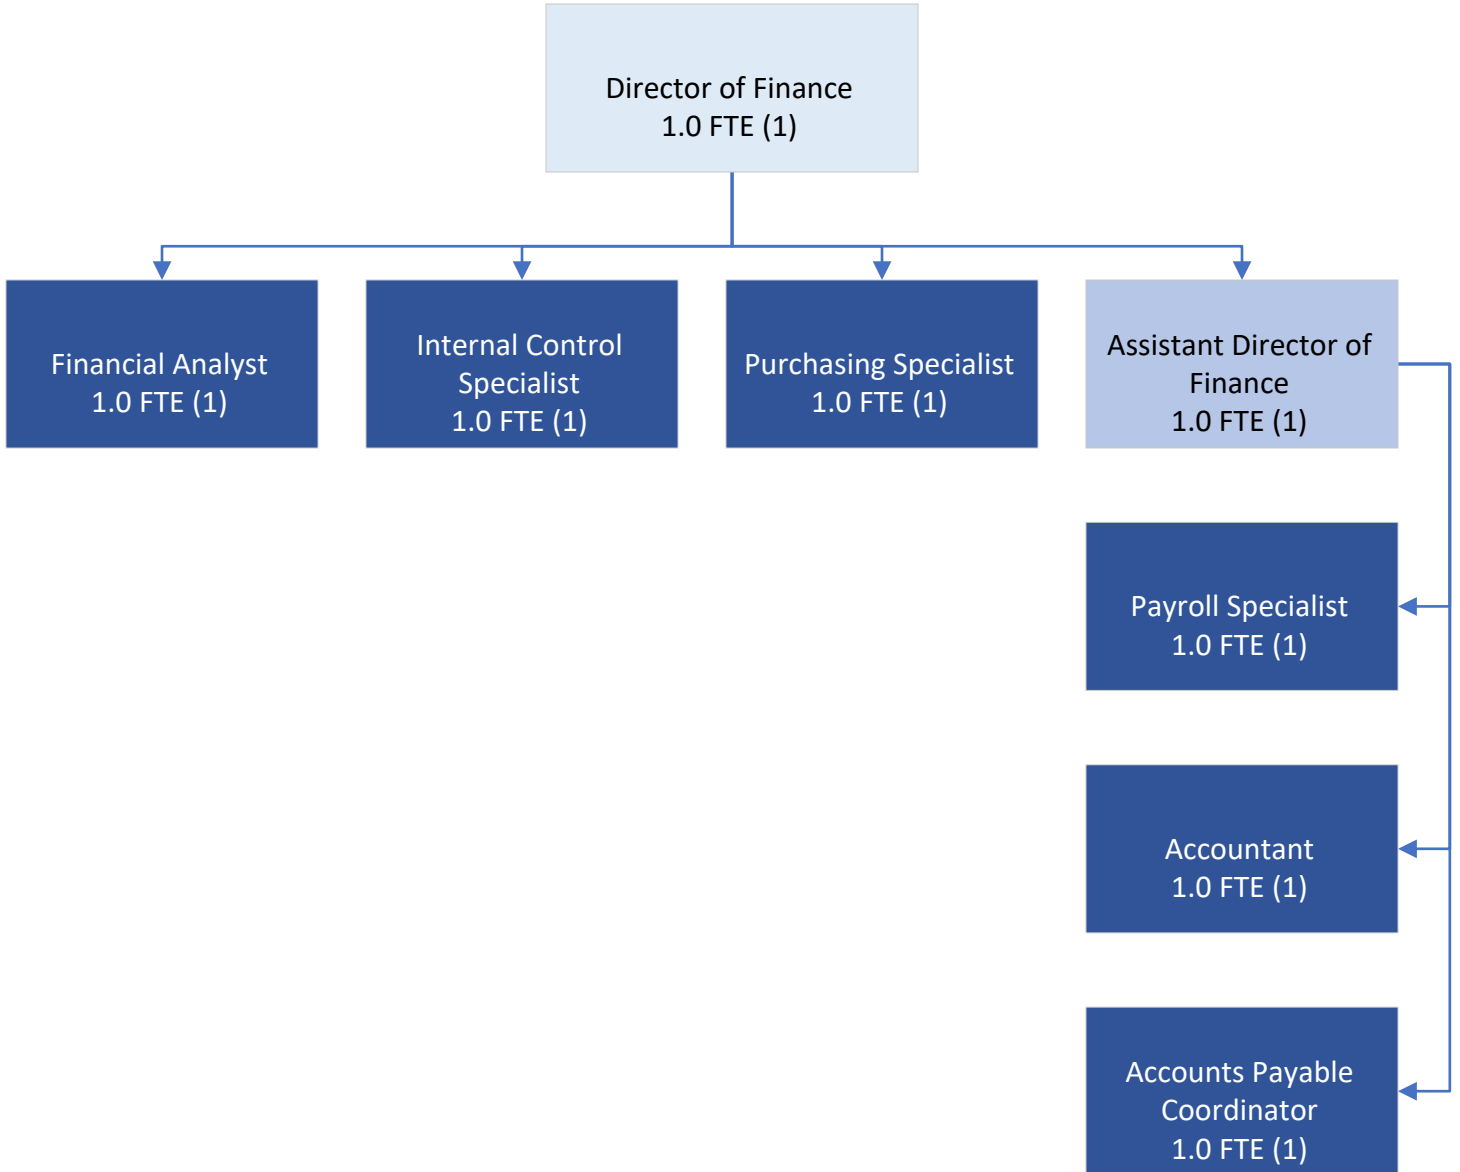 Director of Finance
1.0 FTE (1)
Financial Analyst
1.0 FTE (1)
Internal Control
Specialist
1.0 FTE (1)
Purchasing Specialist
1.0 FTE (1)
Assistant Director of
Finance
1.0 FTE (1)
Payroll Specialist
1.0 FTE (1)
Accountant
1.0 FTE (1)
Accounts Payable
Coordinator
1.0 FTE (1)